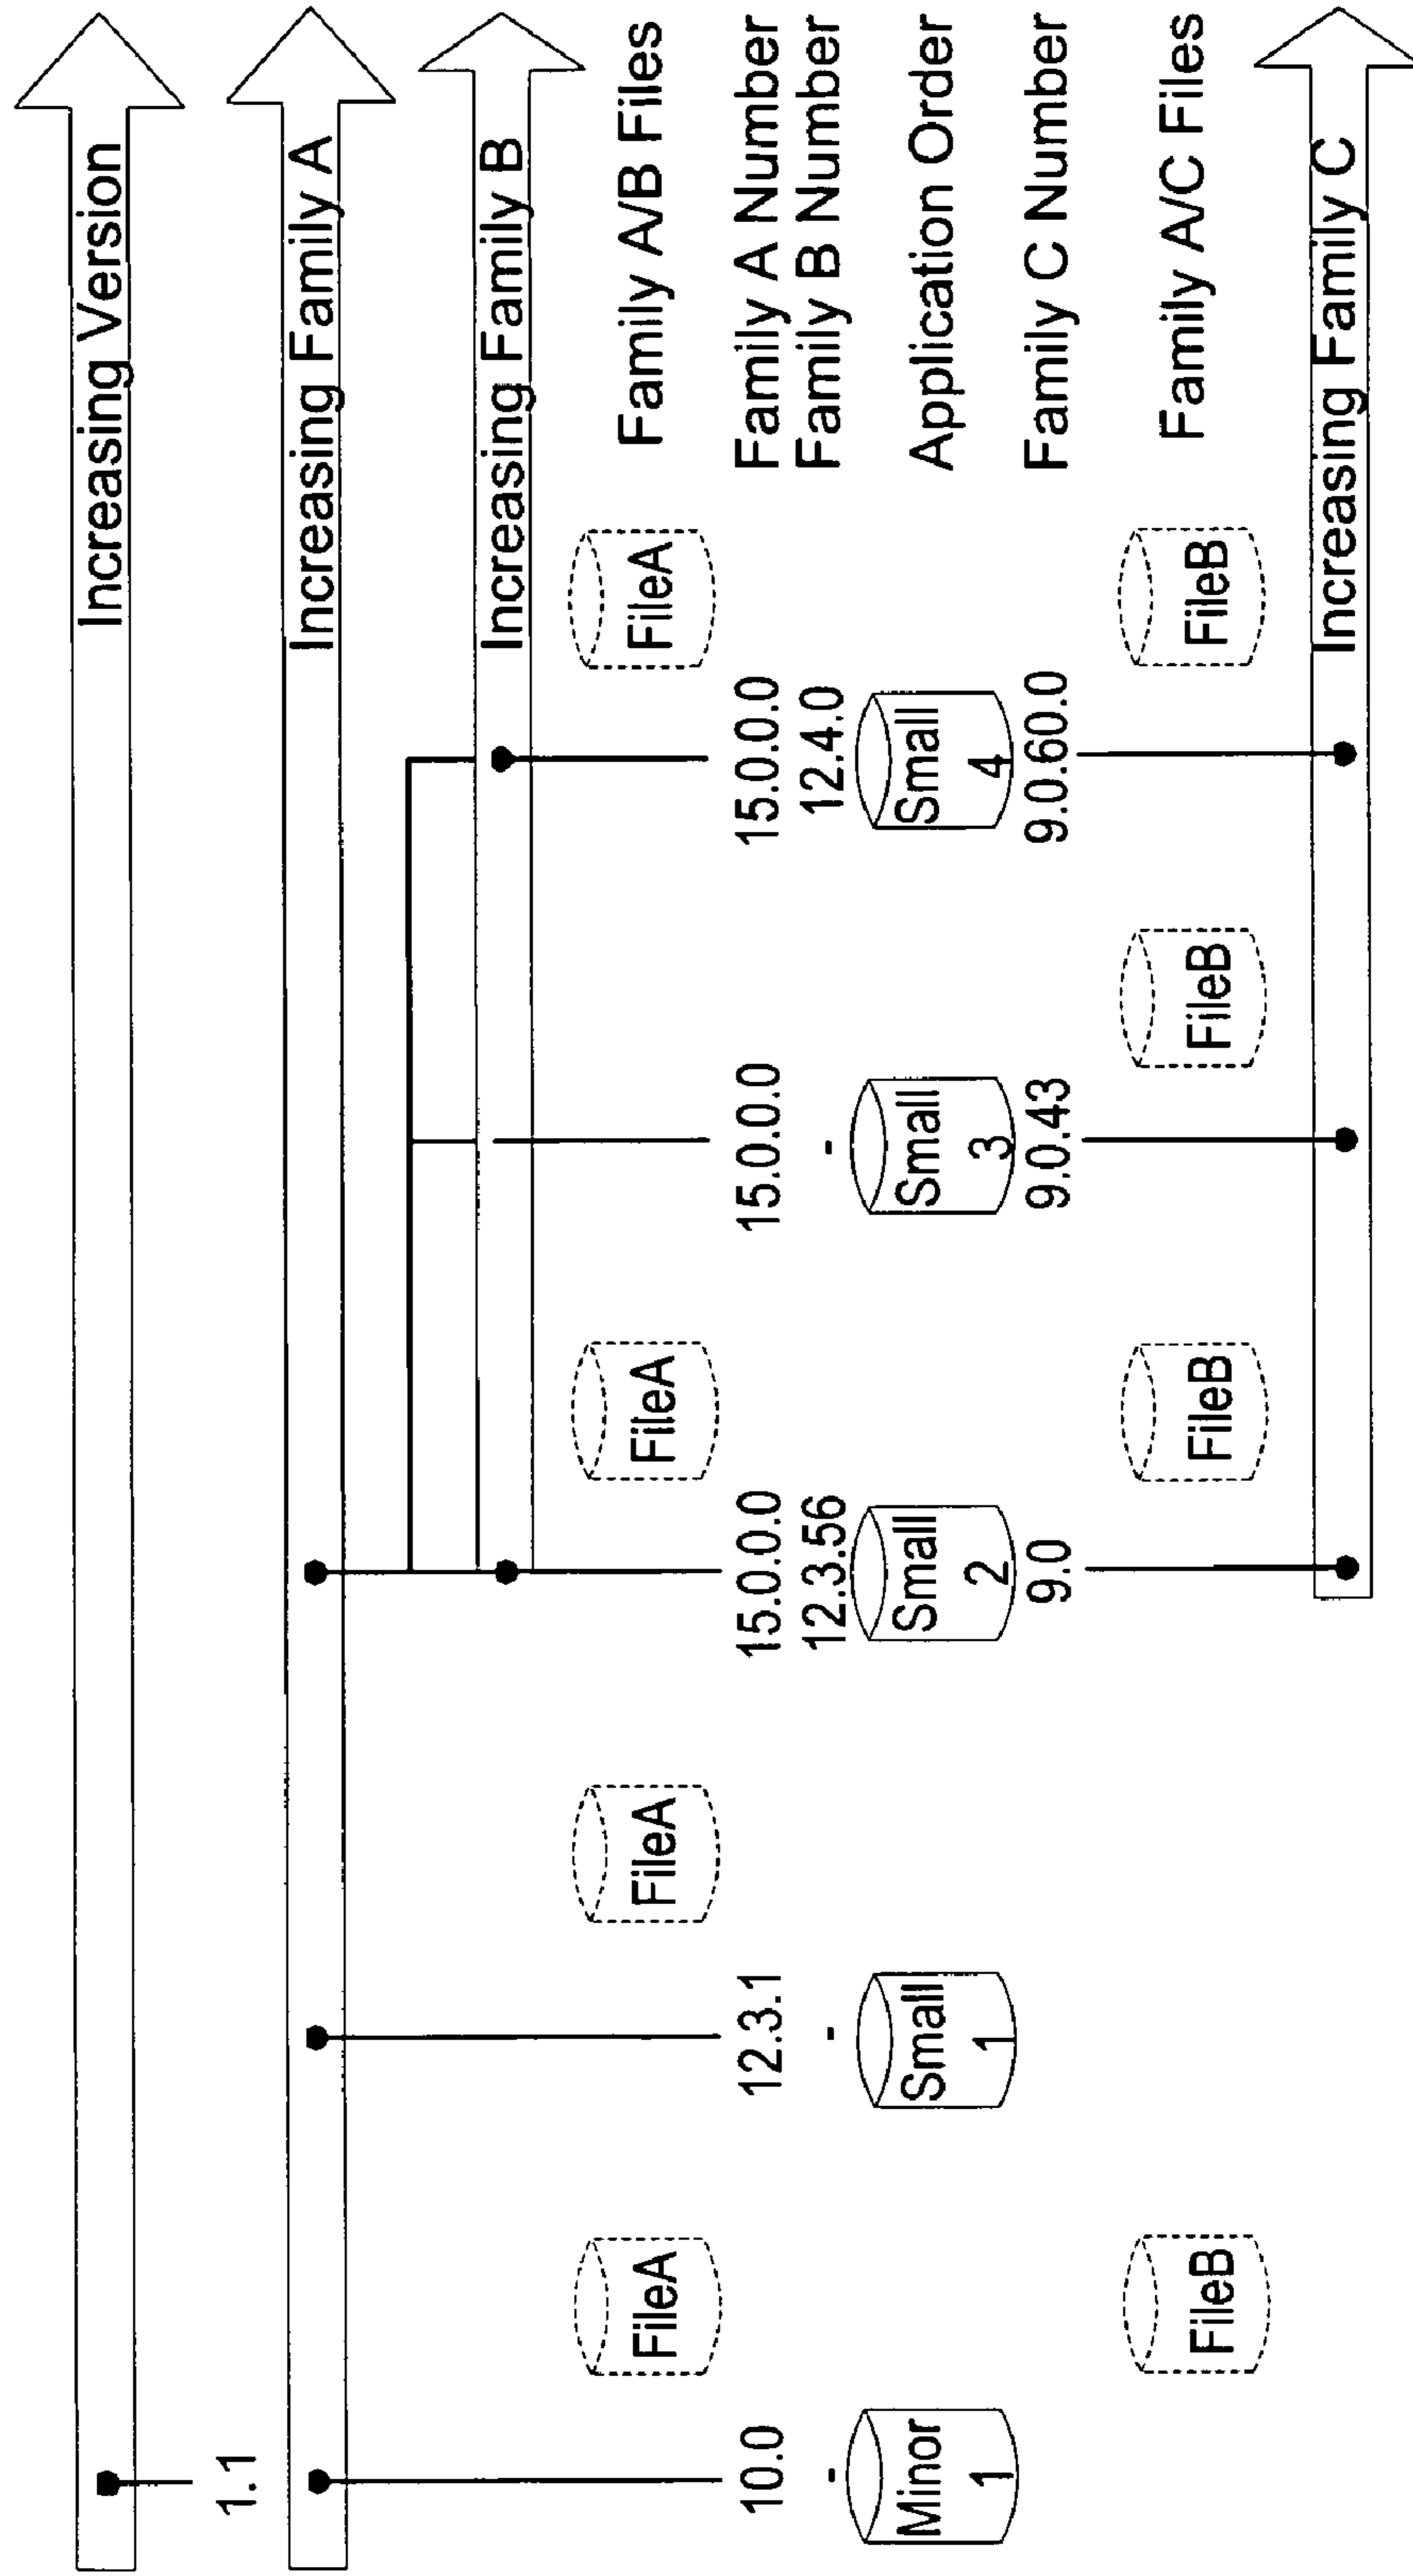 Increasing Version
1.1
Increasing Family A
Increasing Family B
FileA
FileA
FileA
FileA
Family A/B Files
10.0
12.3.1
15.0.0.0
15.0.0.0
15.0.0.0
Family A Number
-
-
12.3.56
-
12.4.0
Family B Number
Minor
1
Small
1
Small
2
Small
3
Small
4
Application Order
9.0
9.0.43
9.0.60.0
Family C Number
FileB
FileB
FileB
FileB
Family A/C Files
Increasing Family C